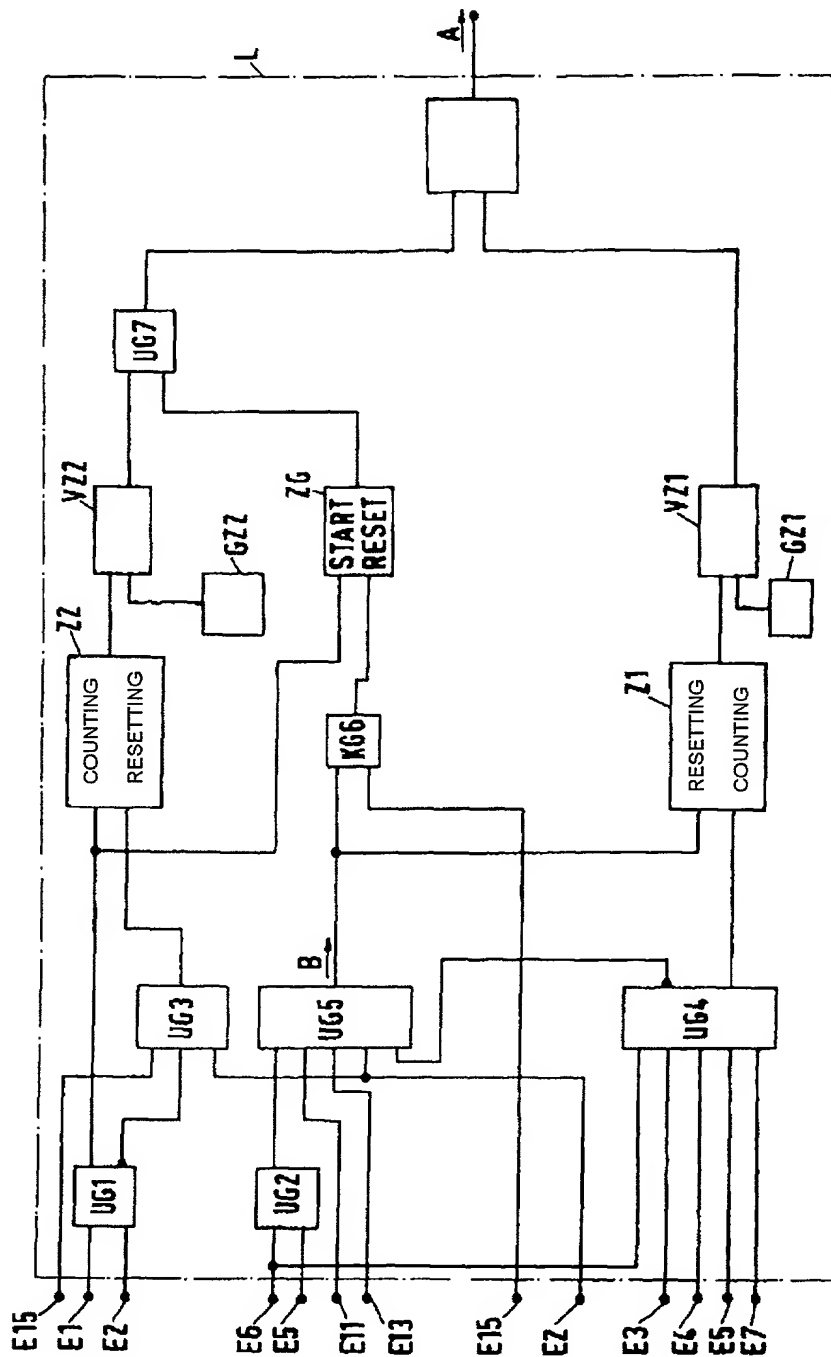 L
A
UG7
VZ2
GZ2
ZG
START
RESET
VZ1
GZ1
Z2
COUNTING
RESETTING
KG6
Z1
RESETTING
COUNTING
UG3
B
UG5
UG4
UG1
UG2
E15
E1
E2
E6
E5
E11
E13
E15
E2
E3
E4
E5
E7